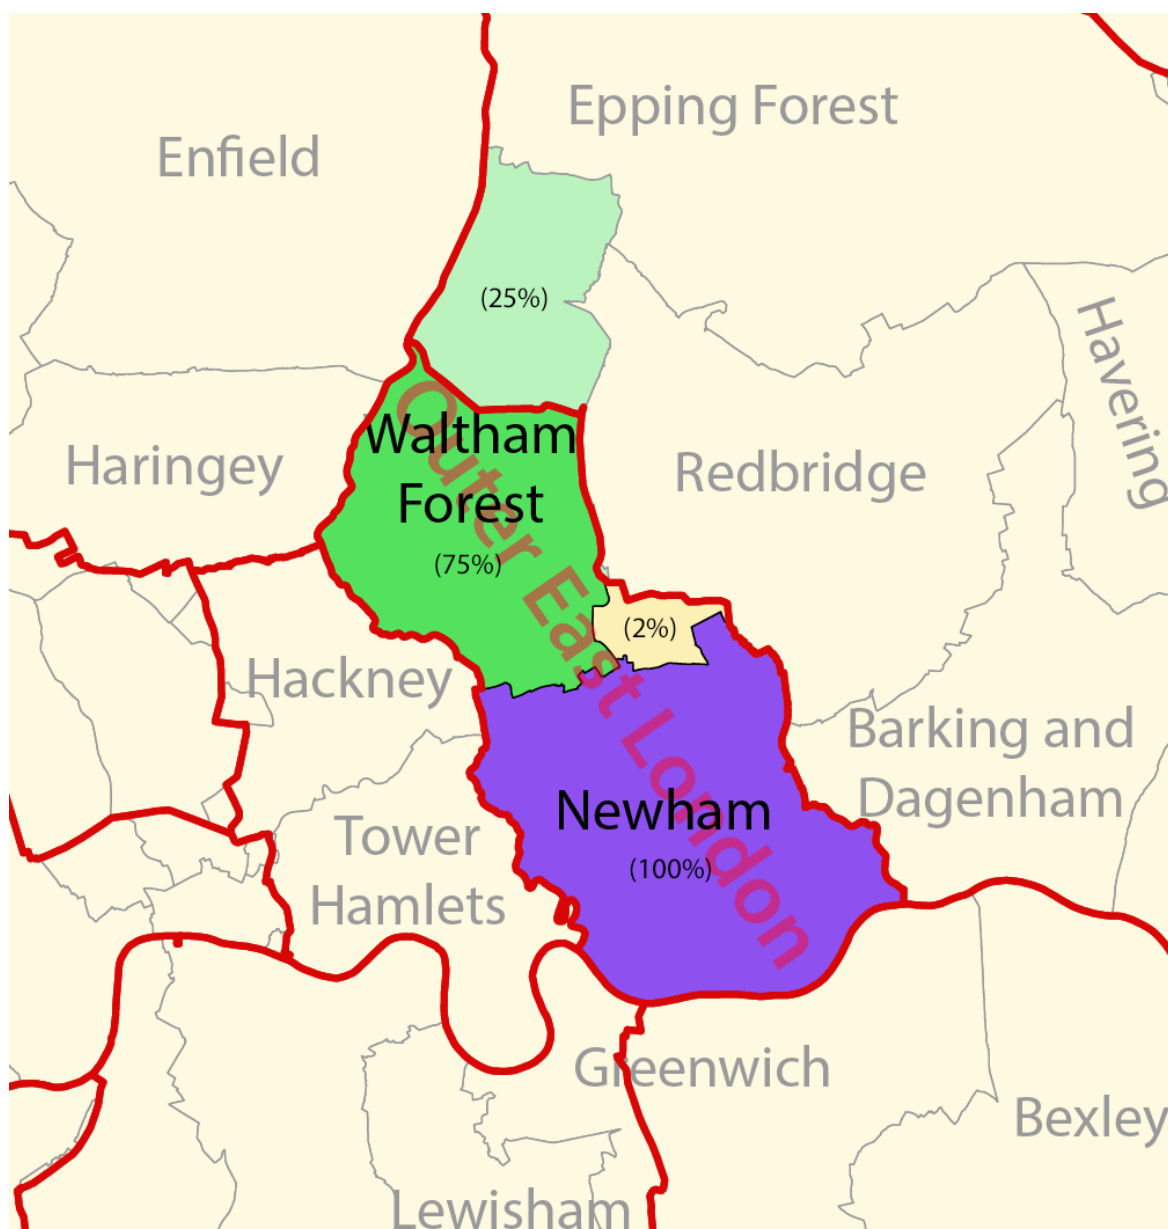 Epping Forest
Enfield
(25%)
Havering
Outer East London
Waltham
Forest
(75%)
Haringey
Redbridge
(2%)
Hackney
Barking and
Dagenham
Newham
(100%)
Tower
Hamlets
Greenwich
Bexley
Lewisham